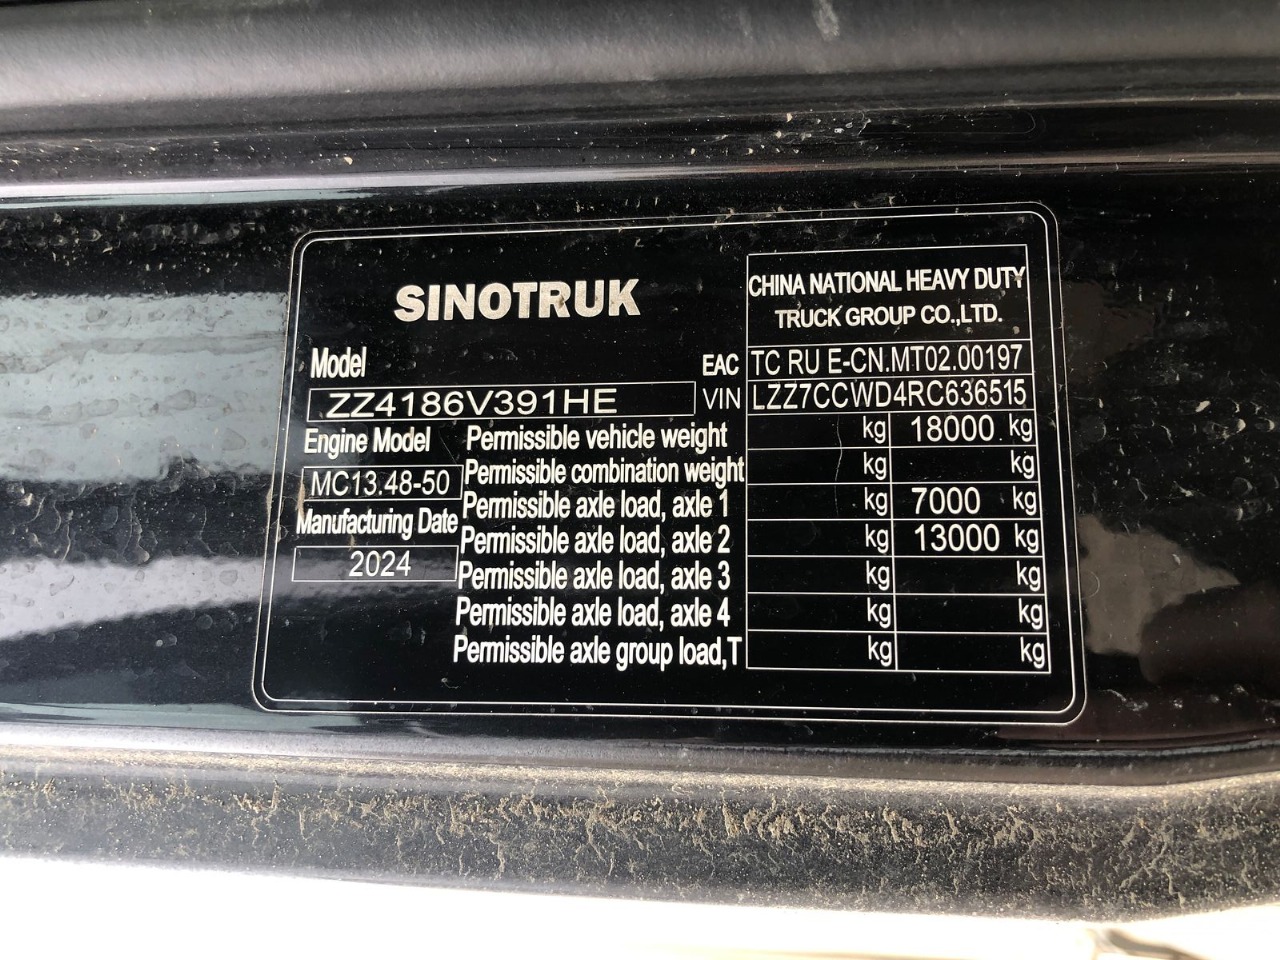 SINOTRUK
CHINA NATIONAL HEAVY DUTY
TRUCK GROUP CO.,LTD.
Model
EAC TC RU E-CN.MT02.00197
ZZ4186V391HE
VIN LZZ7CCWD4RC636515
Engine Model
Permissible vehicle weight kg 18000 kg
MC13.48-50
Permissible combination weight kg kg
Permissible axle load, axle 1 kg 7000 kg
Manufacturing Date
Permissible axle load, axle 2 kg 13000 kg
2024
Permissible axle load, axle 3 kg kg
Permissible axle load, axle 4 kg kg
Permissible axle group load,T kg kg